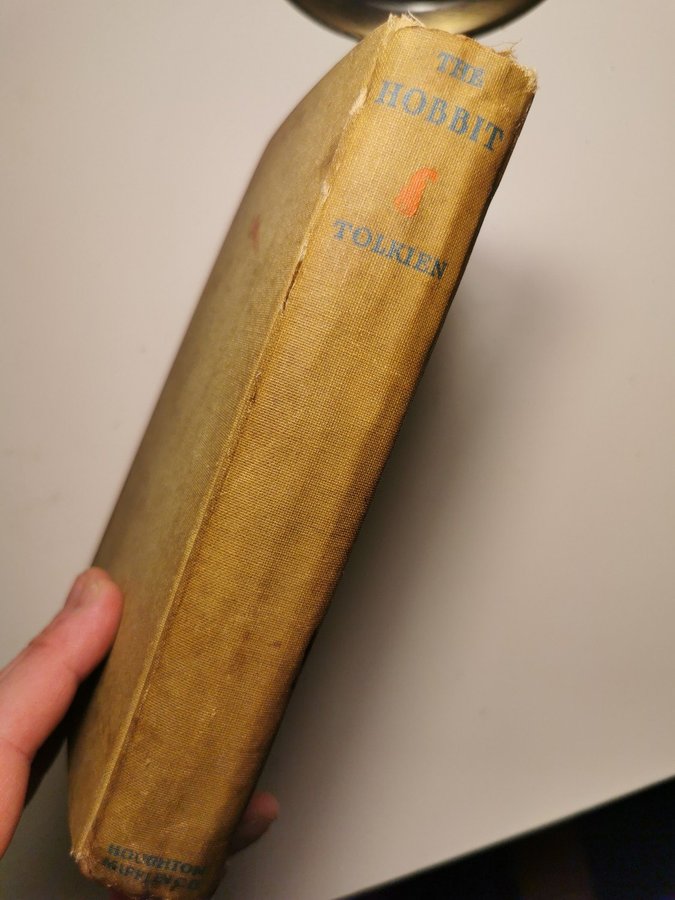 THE
HOBBIT
TOLKIEN
HOUGHTON
MIFFLIN CO